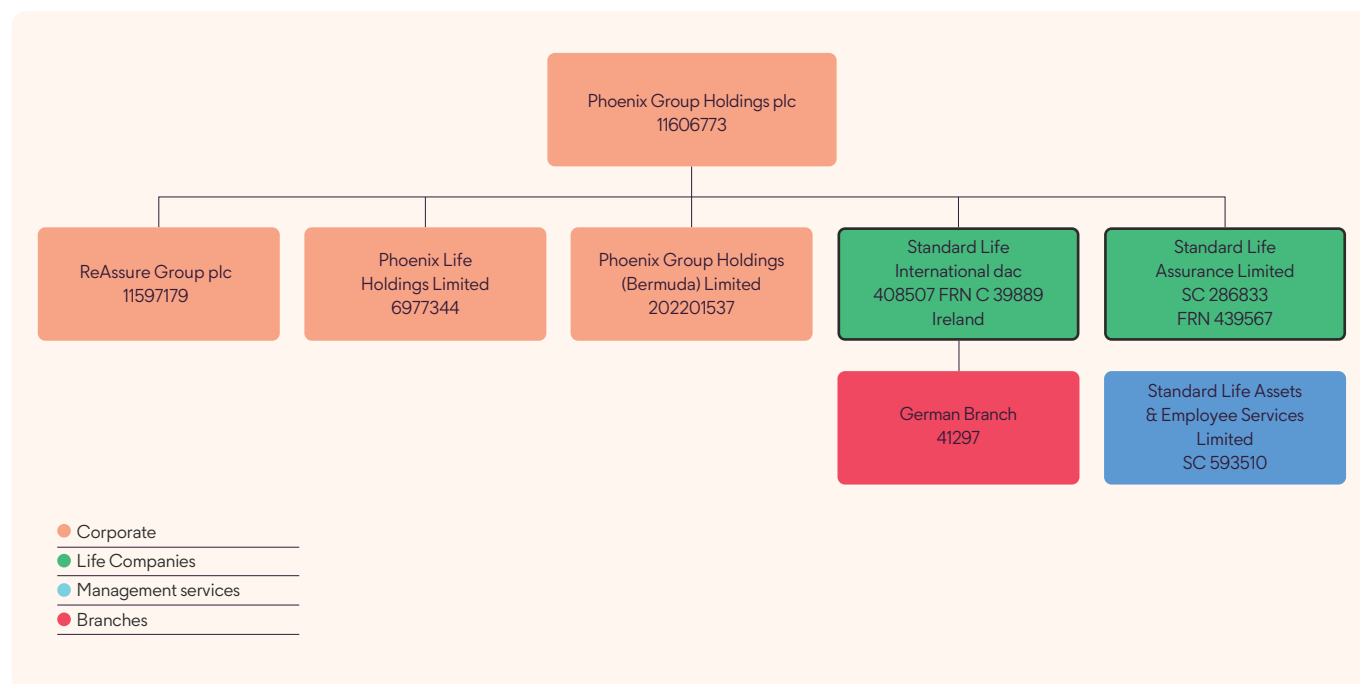 Phoenix Group Holdings plc
11606773
ReAssure Group plc
11597179
Phoenix Life
Holdings Limited
6977344
Phoenix Group Holdings
(Bermuda) Limited
202201537
Standard Life
International dac
408507 FRN C 39889
Ireland
Standard Life
Assurance Limited
SC 286833
FRN 439567
German Branch
41297
Standard Life Assets
& Employee Services
Limited
SC 593510
Corporate
Life Companies
Management services
Branches